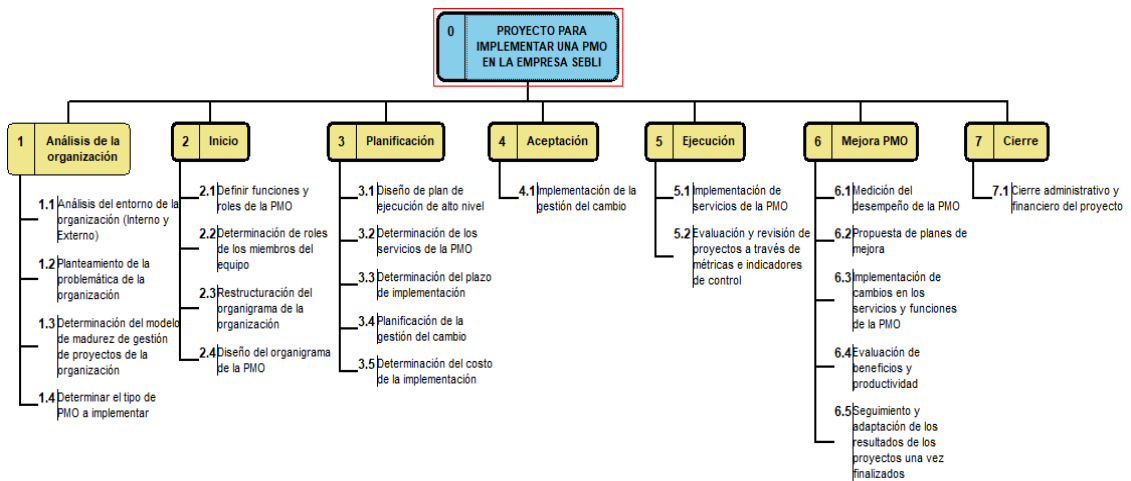 0
PROYECTO PARA
IMPLEMENTAR UNA PMO
EN LA EMPRESA SEBLI
1
Análisis de la
organización
1.1 Análisis del entorno de la
organización (Interno y
Externo)
1.2 Planteamiento de la
problemática de la
organización
1.3 Determinación del modelo
de madurez de gestión
de proyectos de la
organización
1.4 Determinar el tipo de
PMO a implementar
2
Inicio
2.1 Definir funciones y
roles de la PMO
2.2 Determinación de roles
de los miembros del
equipo
2.3 Restructuración del
organigrama de la
organización
2.4 Diseño del organigrama
de la PMO
3
Planificación
3.1 Diseño de plan de
ejecución de alto nivel
3.2 Determinación de los
servicios de la PMO
3.3 Determinación del plazo
de implementación
3.4 Planificación de la
gestión del cambio
3.5 Determinación del costo
de la implementación
4
Aceptación
4.1 Implementación de la
gestión del cambio
5
Ejecución
5.1 Implementación de
servicios de la PMO
5.2 Evaluación y revisión de
proyectos a través de
métricas e indicadores
de control
6
Mejora PMO
6.1 Medición del
desempeño de la PMO
6.2 Propuesta de planes de
mejora
6.3 Implementación de
cambios en los
servicios y funciones
de la PMO
6.4 Evaluación de
beneficios y
productividad
6.5 Seguimiento y
adaptación de los
resultados de los
proyectos una vez
finalizados
7
Cierre
7.1 Cierre administrativo y
financiero del proyecto